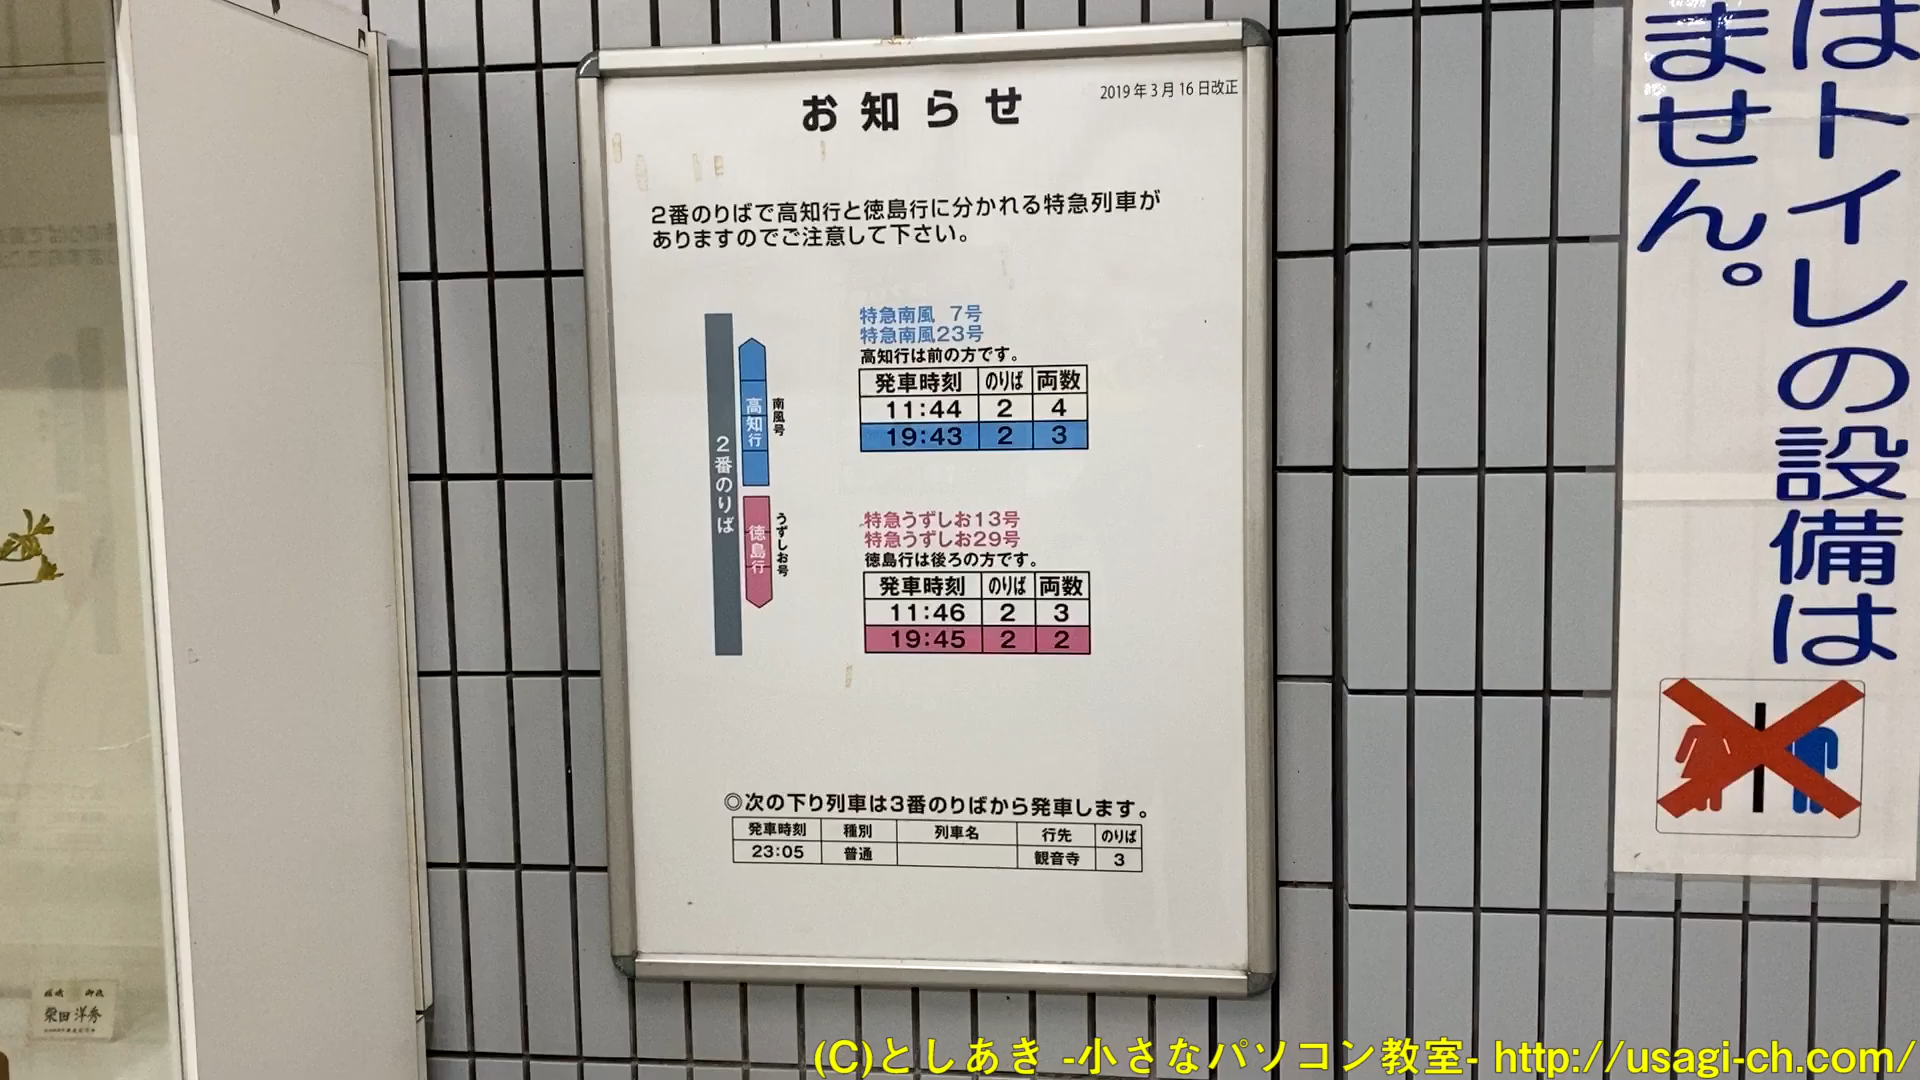 お知らせ
2019年3月16日改正
2番のりばで高知行と徳島行に分かれる特急列車が
ありますのでご注意して下さい。
2番のりば
高知行
南風号
徳島行
うずしお号
特急南風 7号
特急南風23号
高知行は前の方です。
発車時刻 のりば 両数
11:44 2 4
19:43 2 3
特急うずしお13号
特急うずしお29号
徳島行は後ろの方です。
発車時刻 のりば 両数
11:46 2 3
19:45 2 2
◎次の下り列車は3番のりばから発車します。
発車時刻 種別 列車名 行先 のりば
23:05 普通 観音寺 3
はトイレの設備は
ません。
柴田洋秀
(C)としあき -小さなパソコン教室- http://usagi-ch.com/